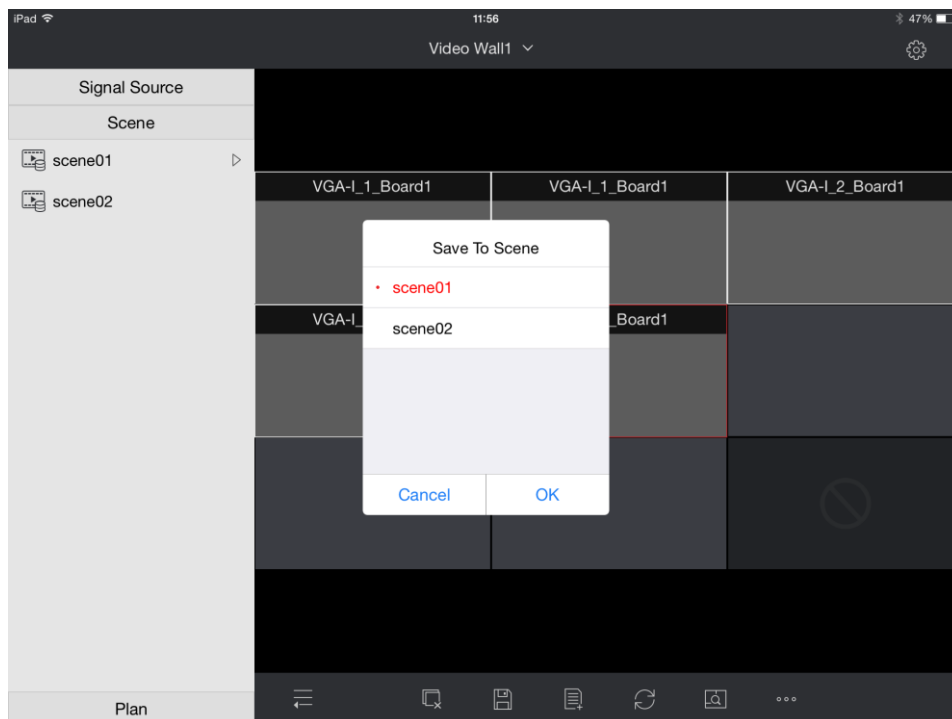 iPad 11:56 47%
Video Wall1
Signal Source
Scene
scene01
scene02
VGA-I_1_Board1 VGA-I_1_Board1 VGA-I_2_Board1
Save To Scene
scene01
scene02
VGA-I_ _Board1
Cancel OK
Plan